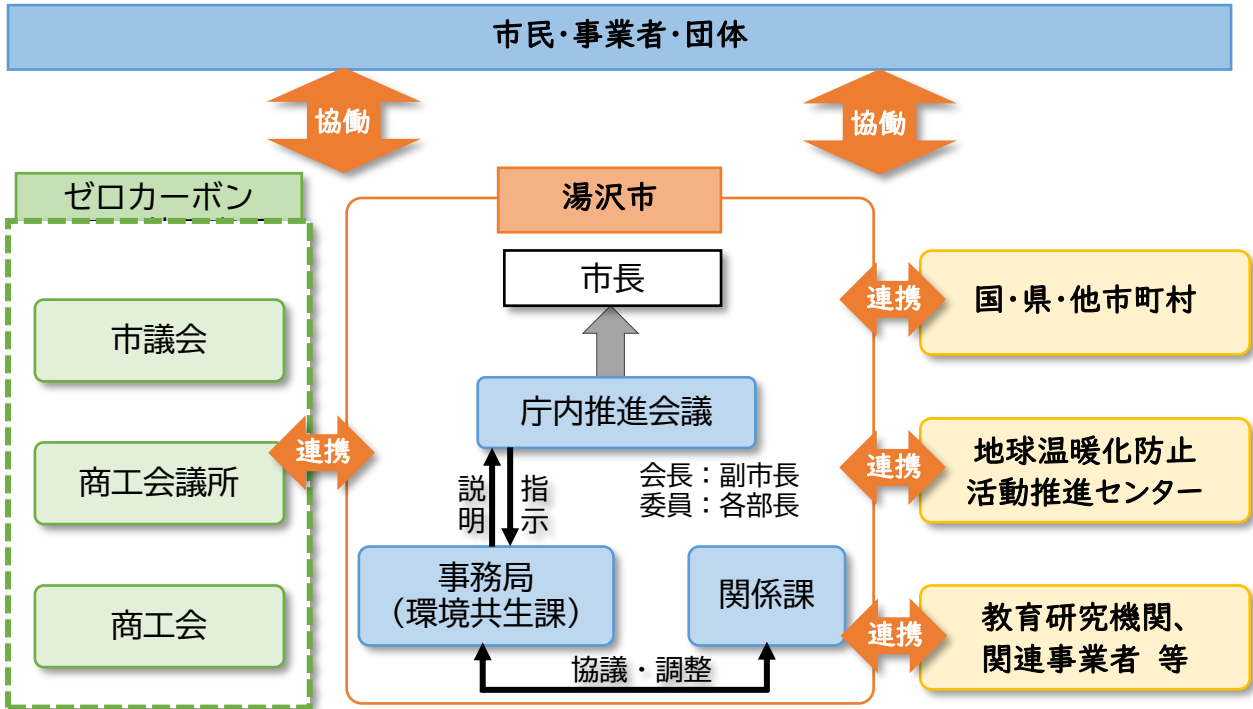 市民・事業者・団体
協働
協働
ゼロカーボン
湯沢市
市長
市議会
商工会議所
商工会
連携
庁内推進会議
会長：副市長
委員：各部長
説明
指示
事務局
（環境共生課）
関係課
協議・調整
連携
国・県・他市町村
連携
地球温暖化防止
活動推進センター
連携
教育研究機関、
関連事業者 等